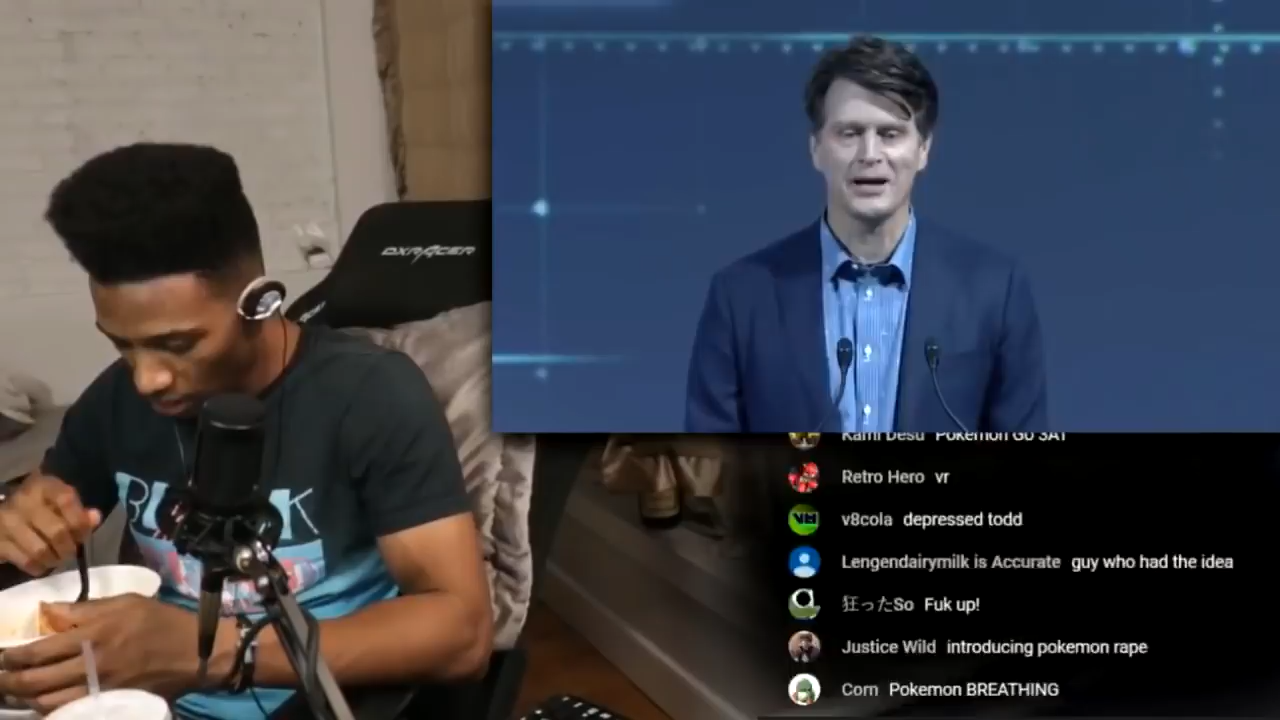 DXRACER
Kami Desu Pokemon Go 3AT
Retro Hero vr
v8cola depressed todd
Lengendairymilk is Accurate guy who had the idea
狂ったSo Fuk up!
Justice Wild introducing pokemon rape
Corn Pokemon BREATHING